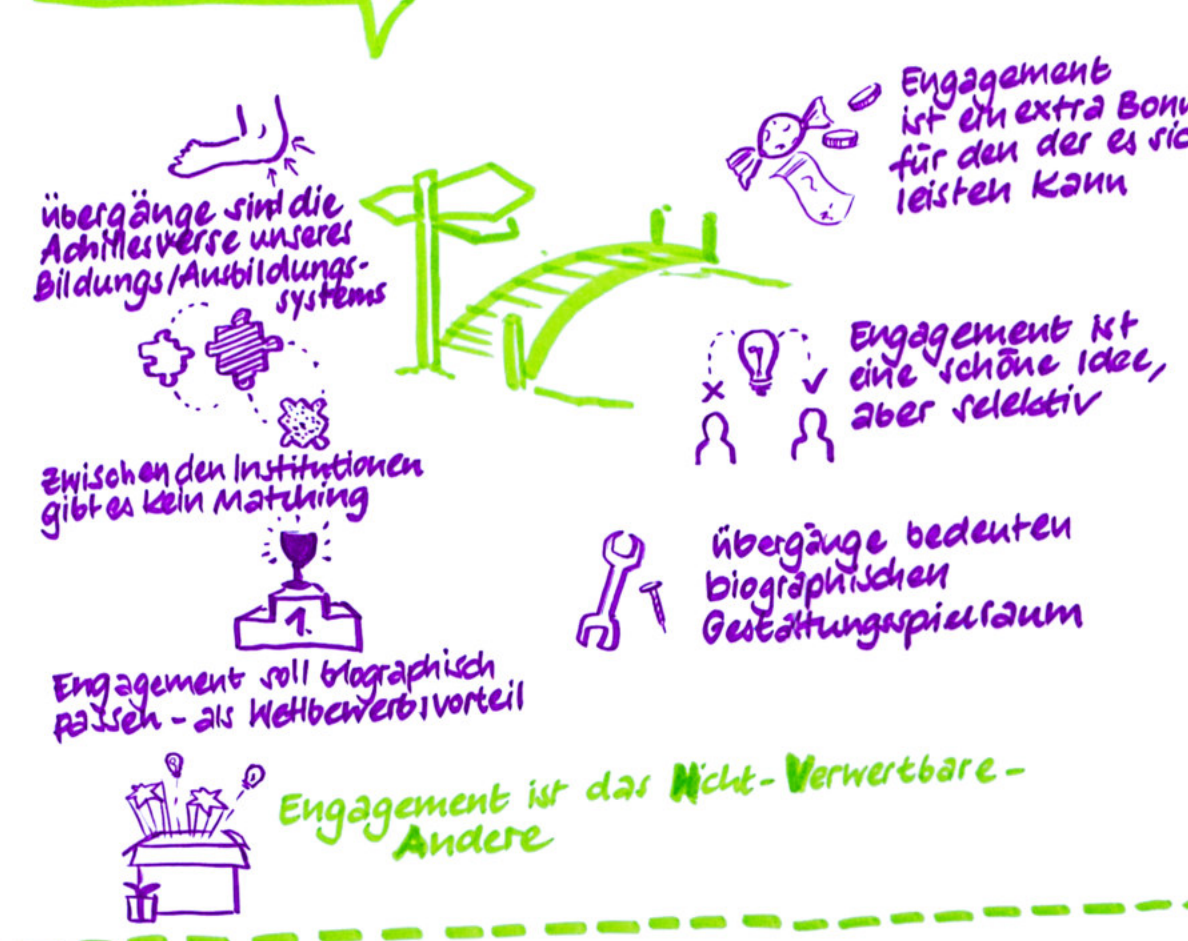 übergänge sind die
Achillesverse unseres
Bildungs/Ausbildungs-
systems
Zwischen den Institutionen
gibt es kein Matching
1.
Engagement soll biographisch
passen - als Wettbewerbsvorteil
Engagement
ist ein extra Bonu
für den der es sic
leisten kann
Engagement ist
eine schöne Idee,
aber selektiv
übergänge bedeuten
biographischen
Gestaltungsspielraum
Engagement ist das Nicht-Verwertbare-
Andere